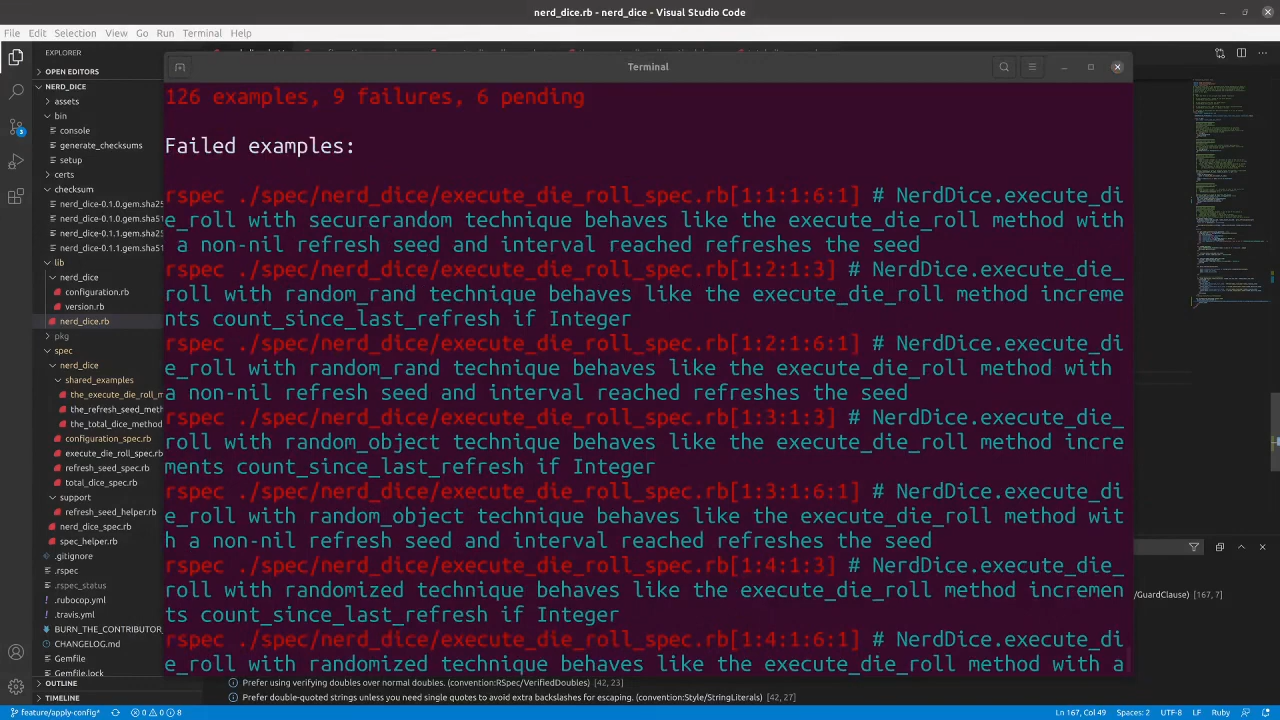 nerd_dice.rb - nerd_dice - Visual Studio Code
File Edit Selection View Go Run Terminal Help
EXPLORER
OPEN EDITORS
NERD_DICE
assets
bin
console
generate_checksums
setup
certs
checksum
nerd_dice-0.1.0.gem.sha25
nerd_dice-0.1.0.gem.sha51
nerd_dice-0.1.1.gem.sha51
nerd_dice-0.1.1.gem.sha25
lib
nerd_dice
configuration.rb
version.rb
nerd_dice.rb
pkg
spec
nerd_dice
shared_examples
the_execute_die_roll_m
the_refresh_seed_meth
the_total_dice_method
configuration_spec.rb
execute_die_roll_spec.rb
refresh_seed_spec.rb
total_dice_spec.rb
support
refresh_seed_helper.rb
nerd_dice_spec.rb
spec_helper.rb
.gitignore
.rspec
.rspec_status
.rubocop.yml
.travis.yml
BURN_THE_CONTRIBUTOR_
CHANGELOG.md
Gemfile
Gemfile.lock
OUTLINE
TIMELINE
Terminal
126 examples, 9 failures, 6 pending
Failed examples:
rspec ./spec/nerd_dice/execute_die_roll_spec.rb[1:1:1:6:1] # NerdDice.execute_di
e_roll with securerandom technique behaves like the execute_die_roll method with
a non-nil refresh seed and interval reached refreshes the seed
rspec ./spec/nerd_dice/execute_die_roll_spec.rb[1:2:1:3] # NerdDice.execute_die_
roll with random_rand technique behaves like the execute_die_roll method increme
nts count_since_last_refresh if Integer
rspec ./spec/nerd_dice/execute_die_roll_spec.rb[1:2:1:6:1] # NerdDice.execute_di
e_roll with random_rand technique behaves like the execute_die_roll method with
a non-nil refresh seed and interval reached refreshes the seed
rspec ./spec/nerd_dice/execute_die_roll_spec.rb[1:3:1:3] # NerdDice.execute_die_
roll with random_object technique behaves like the execute_die_roll method incre
ments count_since_last_refresh if Integer
rspec ./spec/nerd_dice/execute_die_roll_spec.rb[1:3:1:6:1] # NerdDice.execute_di
e_roll with random_object technique behaves like the execute_die_roll method wit
h a non-nil refresh seed and interval reached refreshes the seed
rspec ./spec/nerd_dice/execute_die_roll_spec.rb[1:4:1:3] # NerdDice.execute_die_
roll with randomized technique behaves like the execute_die_roll method incremen
ts count_since_last_refresh if Integer
rspec ./spec/nerd_dice/execute_die_roll_spec.rb[1:4:1:6:1] # NerdDice.execute_di
e_roll with randomized technique behaves like the execute_die_roll method with a
/GuardClause) [167, 7]
Prefer using verifying doubles over normal doubles. (convention:RSpec/VerifiedDoubles) [42, 23]
Prefer double-quoted strings unless you need single quotes to avoid extra backslashes for escaping. (convention:Style/StringLiterals) [42, 27]
feature/apply-config* 0 0 8 Ln 167, Col 49 Spaces: 2 UTF-8 LF Ruby